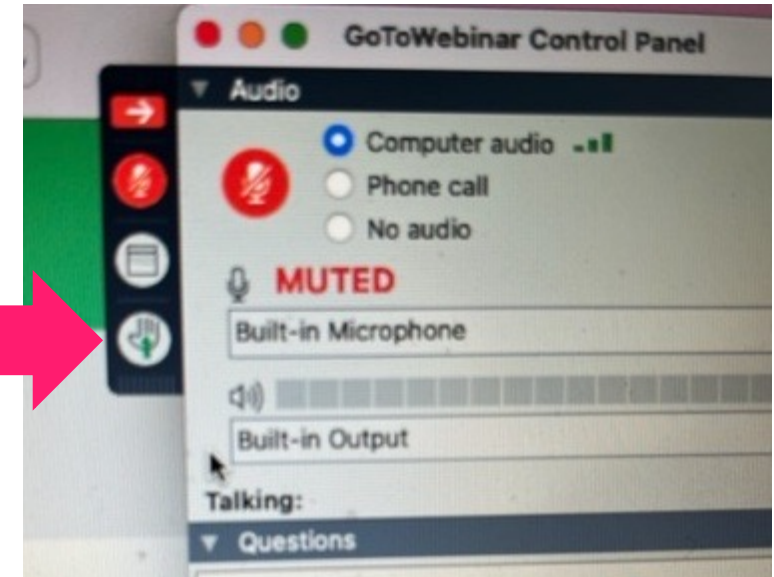 GoToWebinar Control Panel
Audio
Computer audio
Phone call
No audio
MUTED
Built-in Microphone
Built-in Output
Talking:
Questions